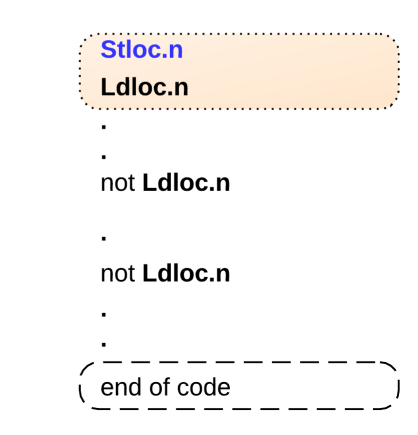 Stloc.n
Ldloc.n
.
.
not Ldloc.n
.
not Ldloc.n
.
.
end of code